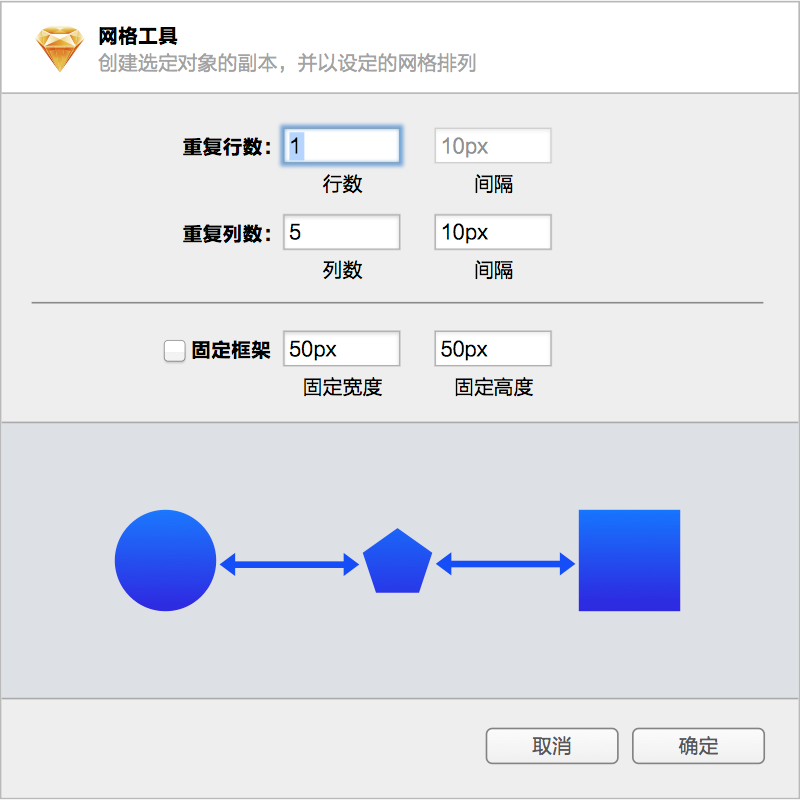 网格工具
创建选定对象的副本，并以设定的网格排列
重复行数： 1 10px
行数 间隔
重复列数： 5 10px
列数 间隔
固定框架 50px 50px
固定宽度 固定高度
取消 确定